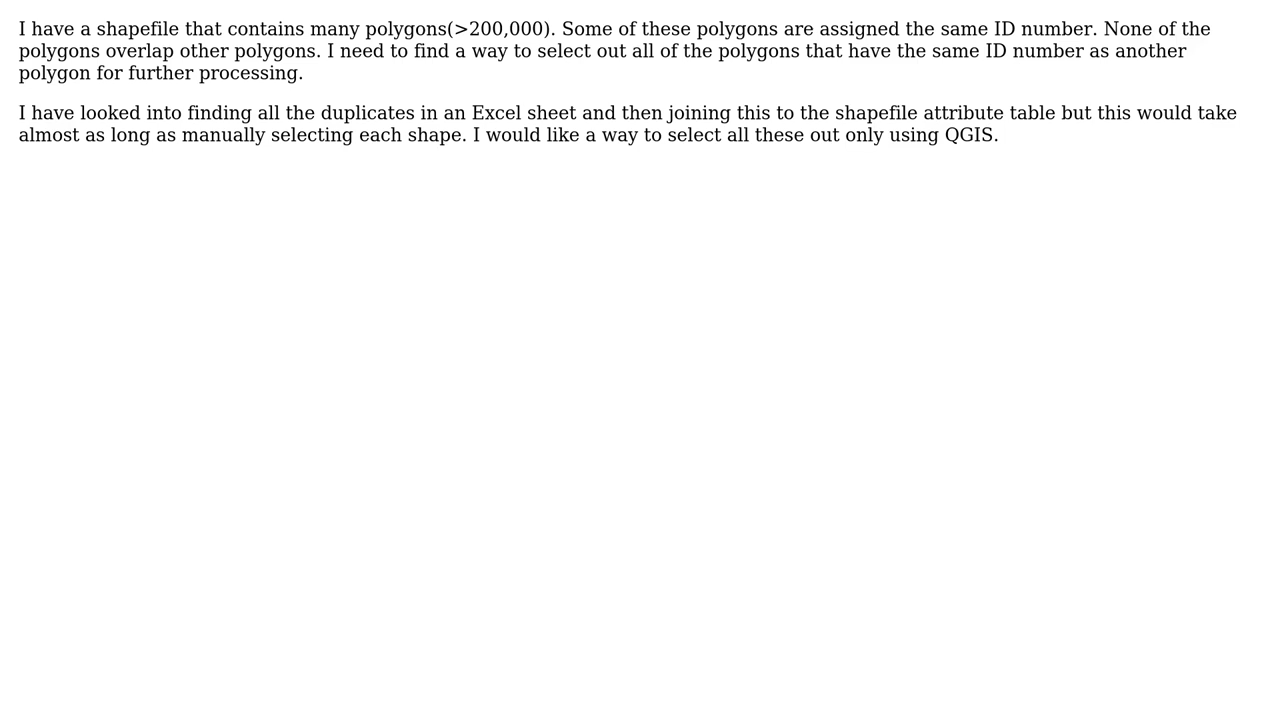 I have a shapefile that contains many polygons(>200,000). Some of these polygons are assigned the same ID number. None of the
polygons overlap other polygons. I need to find a way to select out all of the polygons that have the same ID number as another
polygon for further processing.
I have looked into finding all the duplicates in an Excel sheet and then joining this to the shapefile attribute table but this would take
almost as long as manually selecting each shape. I would like a way to select all these out only using QGIS.